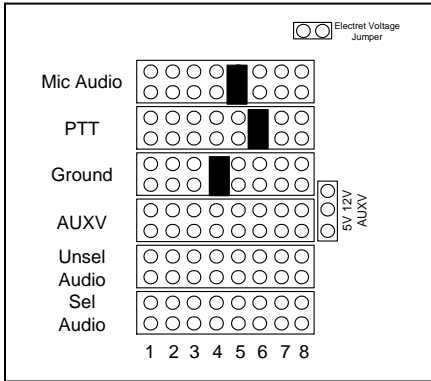 Electret Voltage
Jumper
Mic Audio
PTT
Ground
AUXV
Unsel
Audio
Sel
Audio
5V 12V
AUXV
1 2 3 4 5 6 7 8